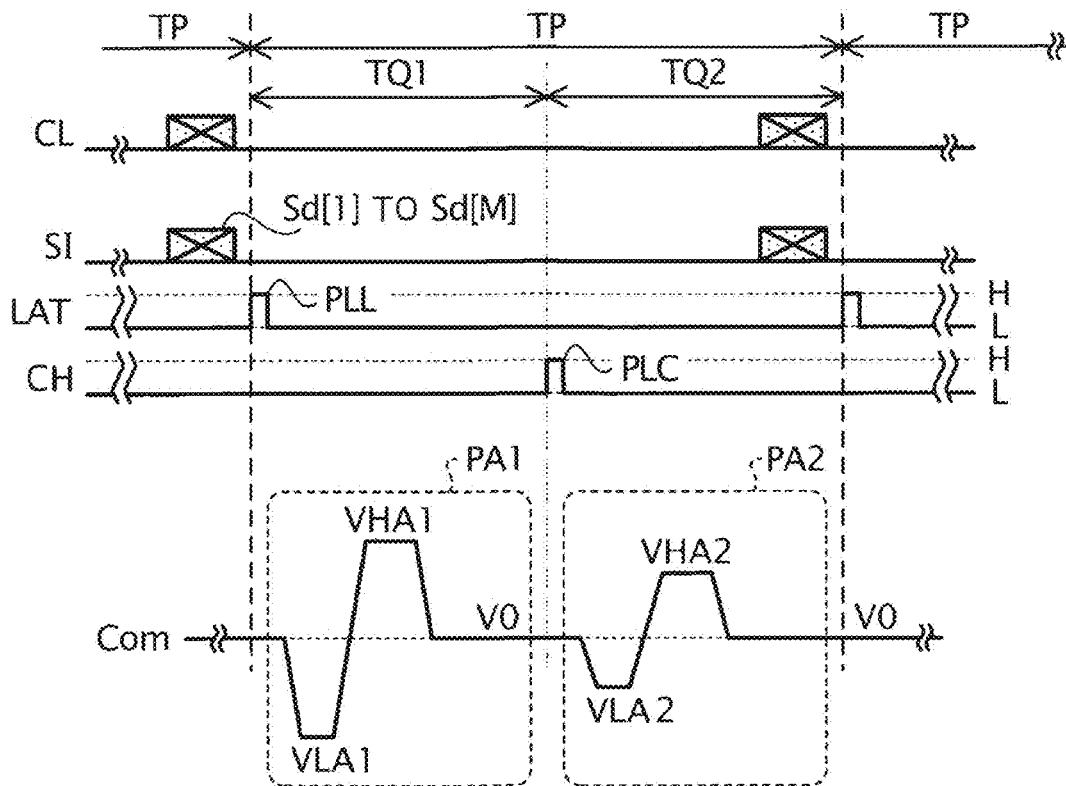 TP TP TP
TQ1 TQ2
CL
Sd[1] TO Sd[M]
SI
LAT PLL H
L
CH PLC H
L
PA1 PA2
VHA1 VHA2
Com V0 V0
VLA1 VLA2